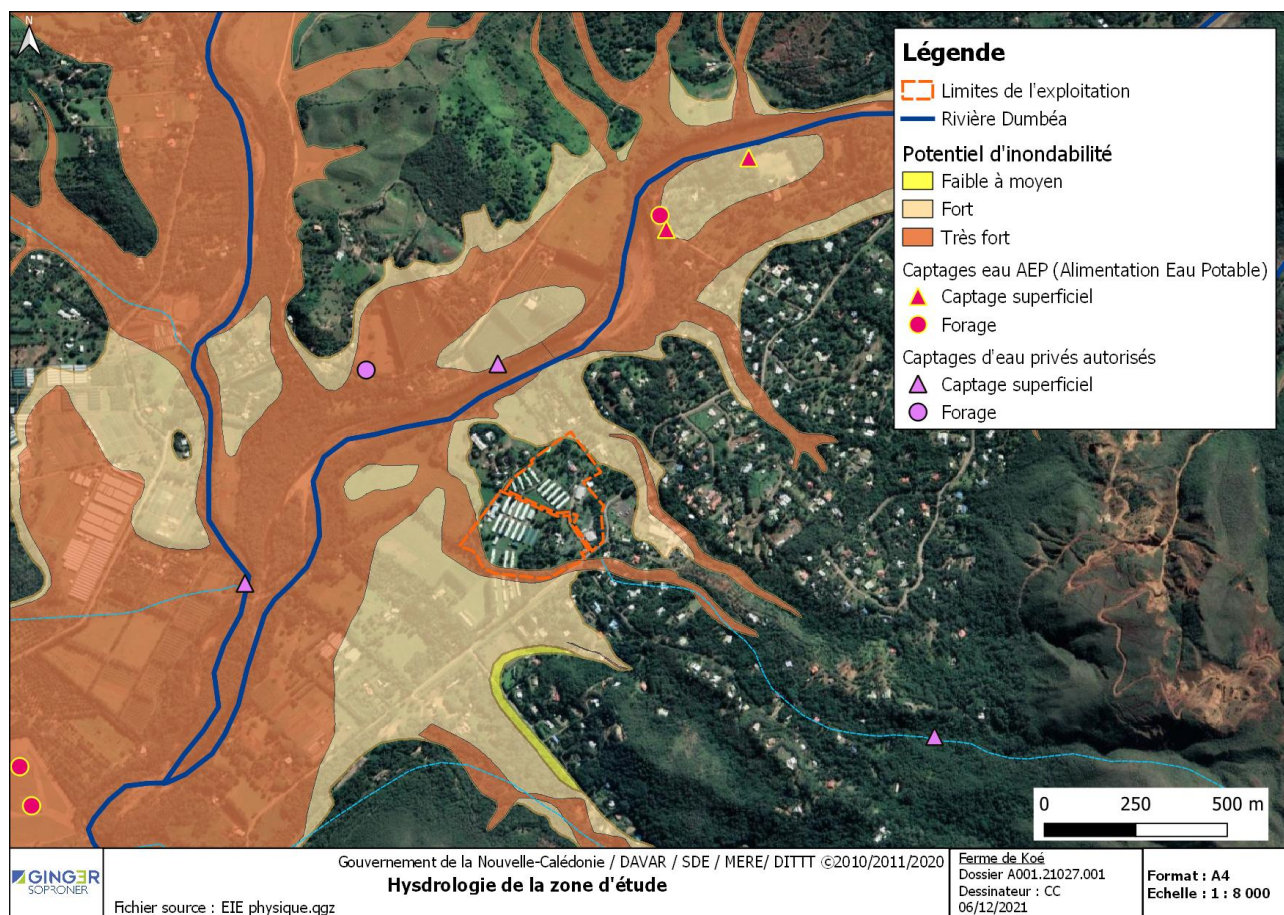 N
Légende
Limites de l'exploitation
Rivière Dumbéa
Potentiel d'inondabilité
Faible à moyen
Fort
Très fort
Captages eau AEP (Alimentation Eau Potable)
Captage superficiel
Forage
Captages d'eau privés autorisés
Captage superficiel
Forage
0 250 500 m
GINGER
SOPRONER
Gouvernement de la Nouvelle-Calédonie / DAVAR / SDE / MERE/ DITTT ©2010/2011/2020
Hysdrologie de la zone d'étude
Fichier source : EIE physique.qgz
Ferme de Koé
Dossier A001.21027.001
Dessinateur : CC
06/12/2021
Format : A4
Echelle : 1 : 8 000